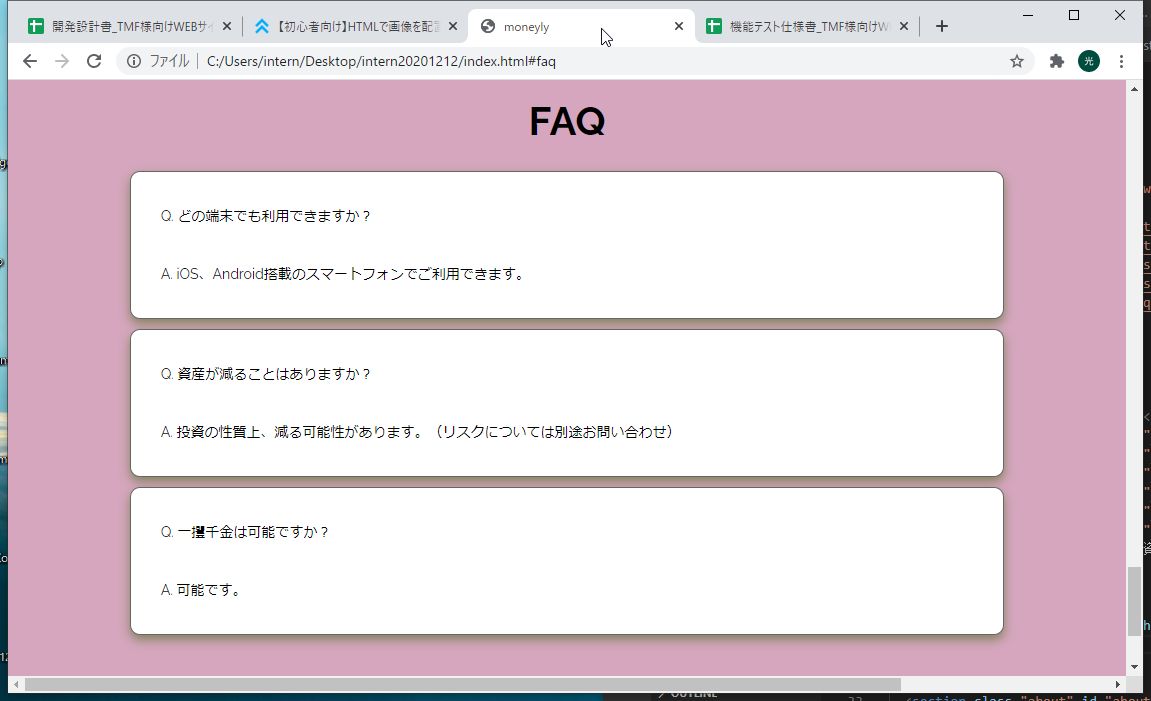 開発設計書_TMF様向けWEBサイ
【初心者向け】HTMLで画像を配置
moneyly
機能テスト仕様書_TMF様向けW
ファイル
C:/Users/intern/Desktop/intern20201212/index.html#faq
光
FAQ
Q. どの端末でも利用できますか？
A. iOS、Android搭載のスマートフォンでご利用できます。
Q. 資産が減ることはありますか？
A. 投資の性質上、減る可能性があります。（リスクについては別途お問い合わせ）
Q. 一攫千金は可能ですか？
A. 可能です。
OUTLINE
<section class="about" id="about